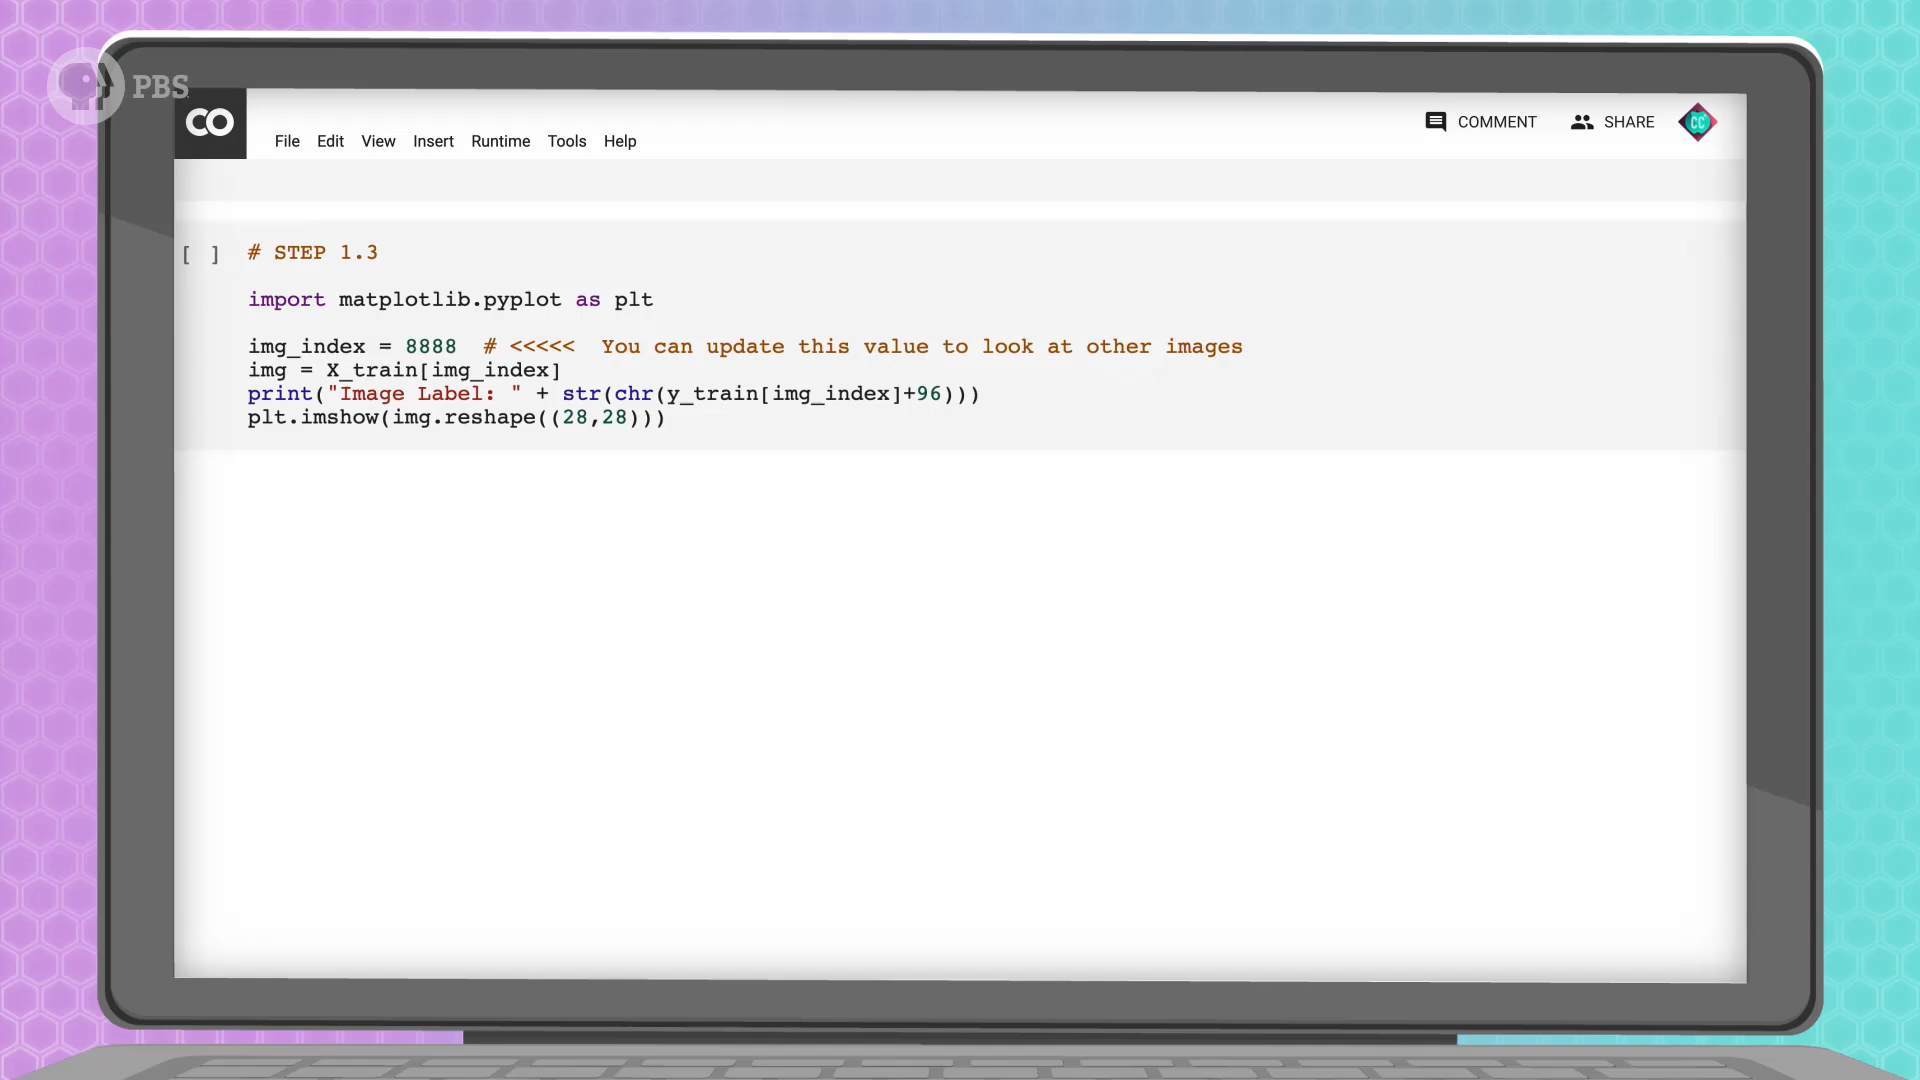 PBS
CO
File Edit View Insert Runtime Tools Help
COMMENT
SHARE
CC
[ ] # STEP 1.3
import matplotlib.pyplot as plt
img_index = 8888  # <<<<<  You can update this value to look at other images
img = X_train[img_index]
print("Image Label: " + str(chr(y_train[img_index]+96)))
plt.imshow(img.reshape((28,28)))